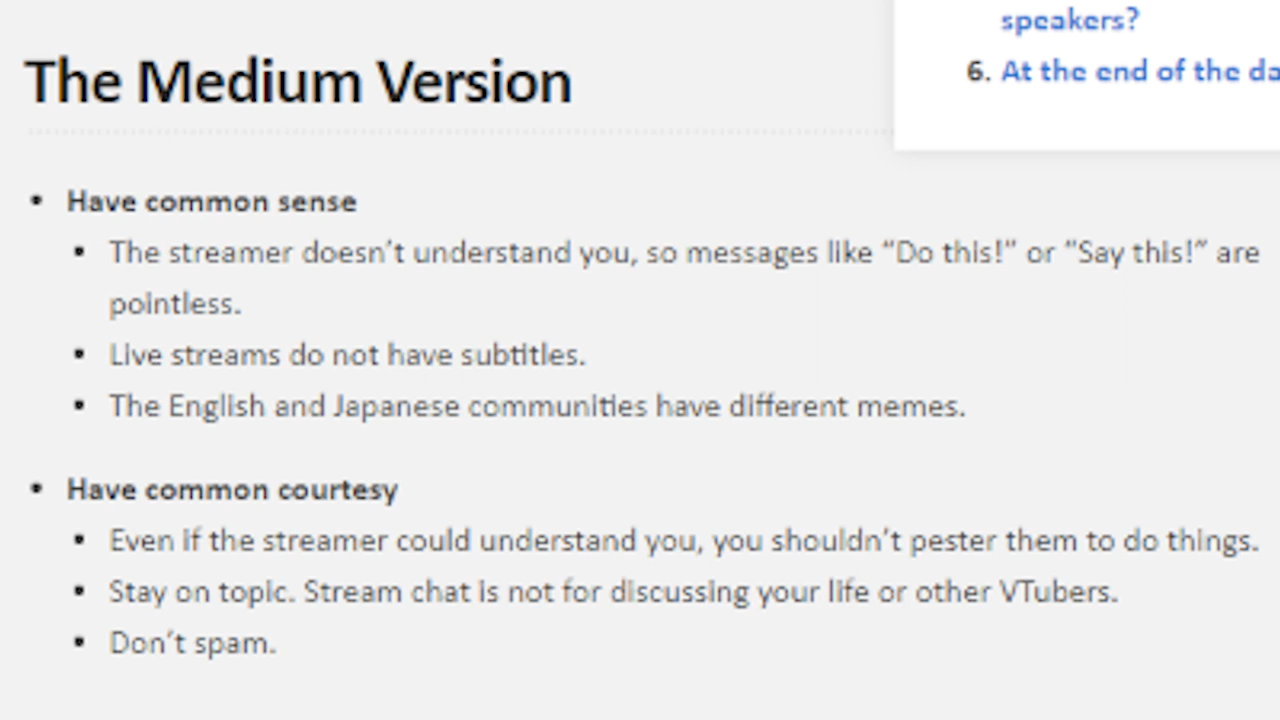 speakers?
6. At the end of the da
The Medium Version
• Have common sense
• The streamer doesn’t understand you, so messages like “Do this!” or “Say this!” are
pointless.
• Live streams do not have subtitles.
• The English and Japanese communities have different memes.
• Have common courtesy
• Even if the streamer could understand you, you shouldn’t pester them to do things.
• Stay on topic. Stream chat is not for discussing your life or other VTubers.
• Don’t spam.